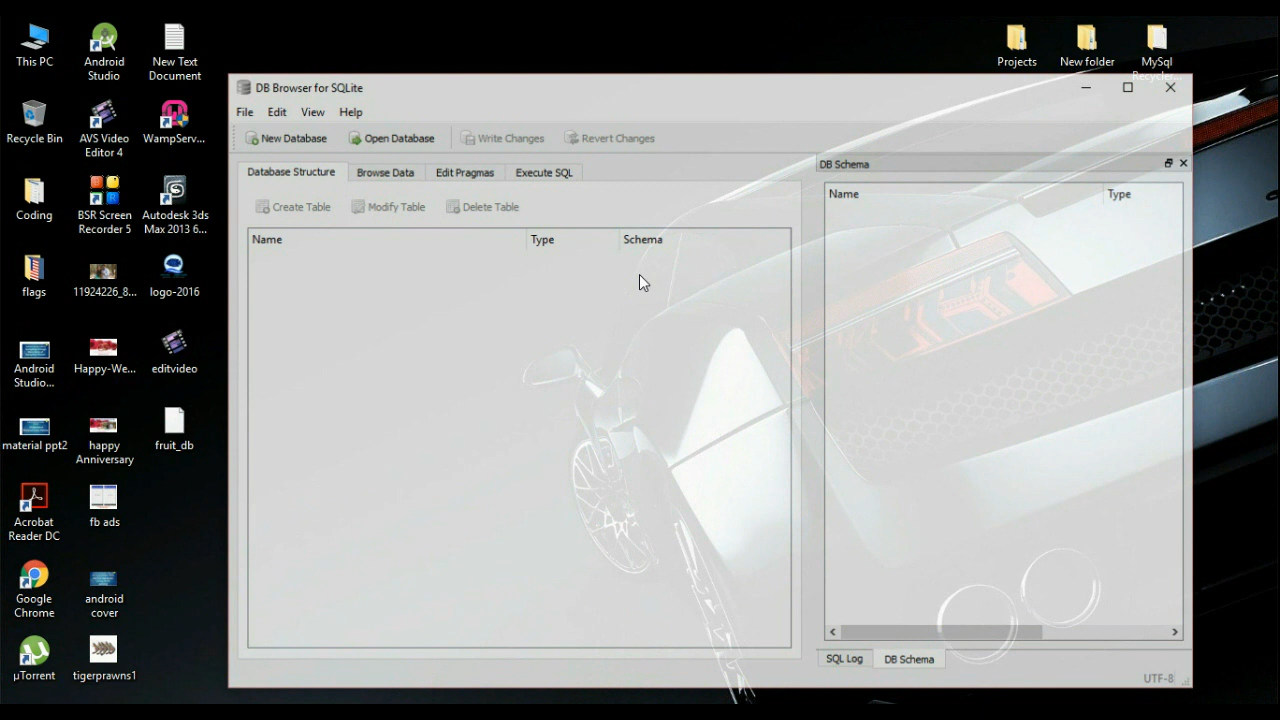 This PC
Android
Studio
New Text
Document
Projects
New folder
MySql
Recycler...
Recycle Bin
AVS Video
Editor 4
WampServ...
Coding
BSR Screen
Recorder 5
Autodesk 3ds
Max 2013 6...
flags
11924226_8...
logo-2016
Android
Studio...
Happy-We...
editvideo
material ppt2
happy
Anniversary
fruit_db
Acrobat
Reader DC
fb ads
Google
Chrome
android
cover
µTorrent
tigerprawns1
DB Browser for SQLite
File Edit View Help
New Database Open Database Write Changes Revert Changes
Database Structure Browse Data Edit Pragmas Execute SQL
Create Table Modify Table Delete Table
Name Type Schema
DB Schema
Name Type
SQL Log DB Schema
UTF-8